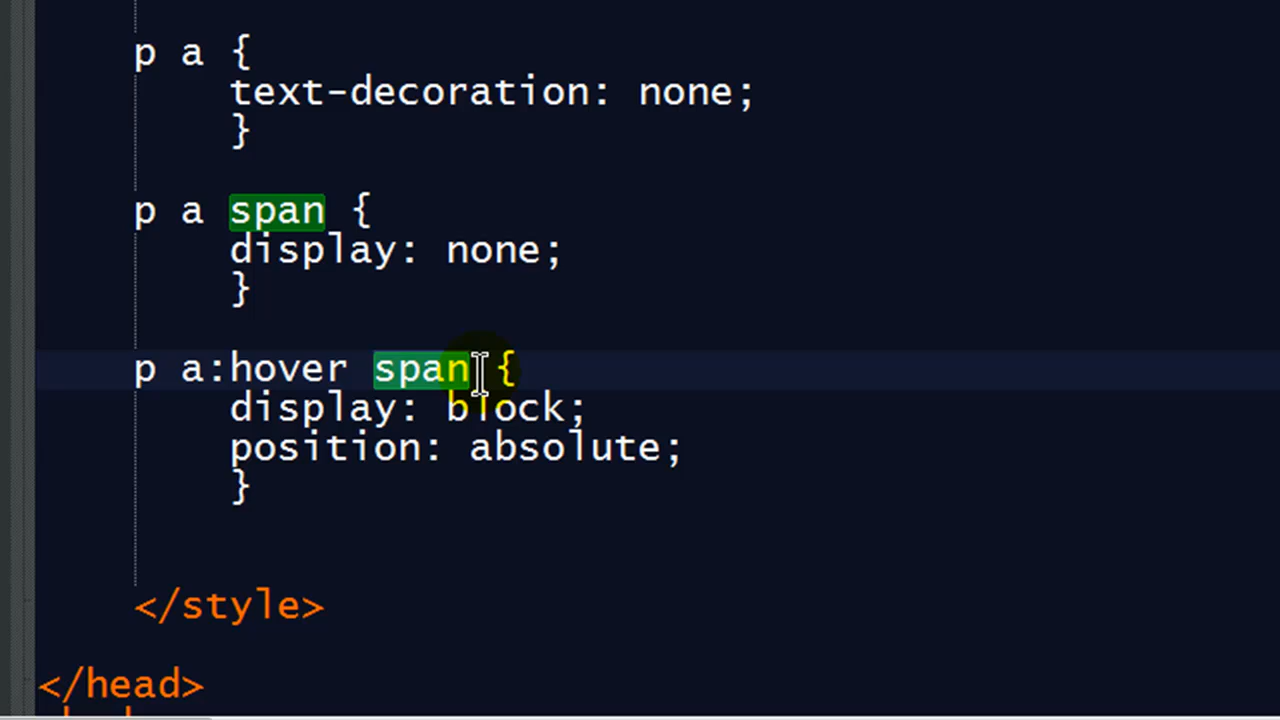 p a {
text-decoration: none;
}
p a span {
display: none;
}
p a:hover span {
display: block;
position: absolute;
}
</style>
</head>